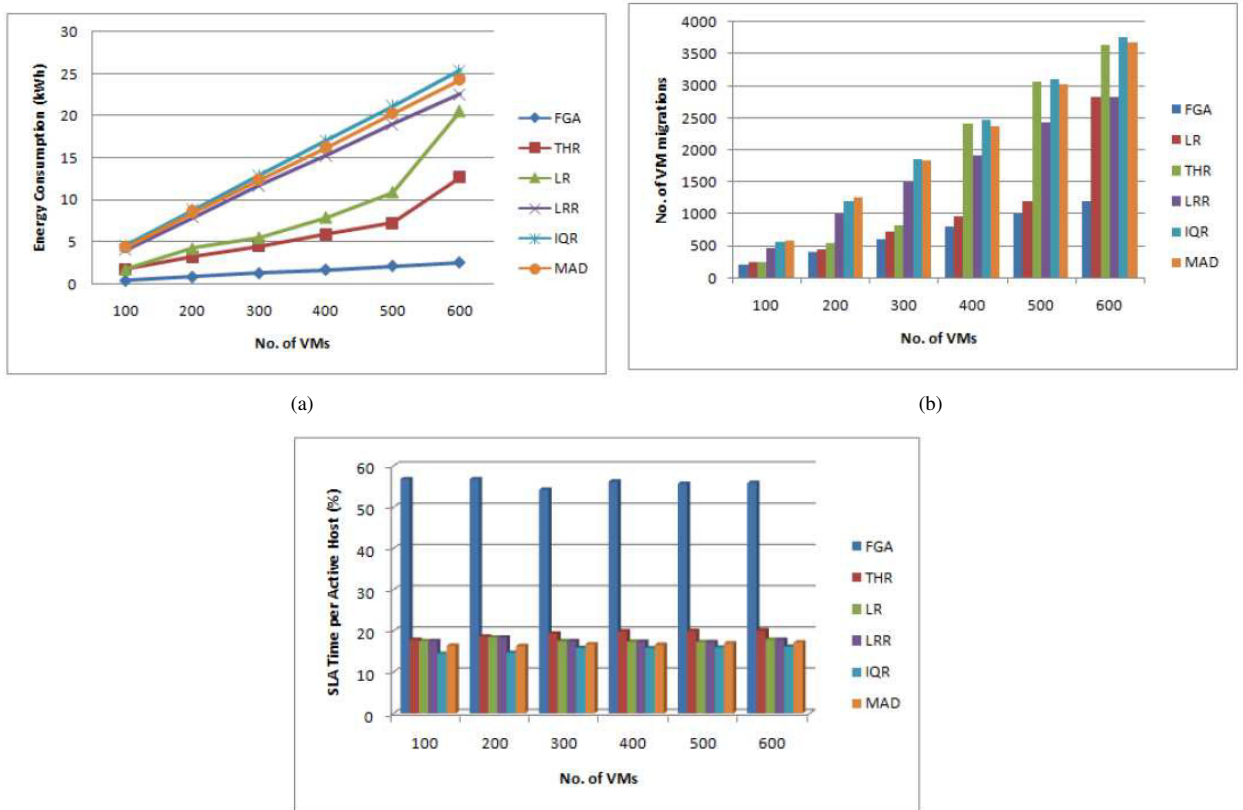 30
25
20
15
10
5
0
Energy Consumption (kWh)
100 200 300 400 500 600
No. of VMs
FGA
THR
LR
LRR
IQR
MAD
(a)
4000
3500
3000
2500
2000
1500
1000
500
0
No. of VM migrations
100 200 300 400 500 600
No. of VMs
FGA
LR
THR
LRR
IQR
MAD
(b)
60
50
40
30
20
10
0
SLA Time per Active Host (%)
100 200 300 400 500 600
No. of VMs
FGA
THR
LR
LRR
IQR
MAD